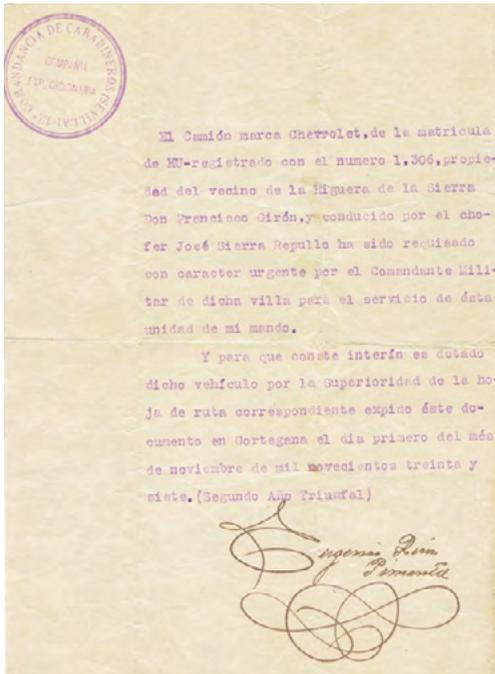 12ª COMANDANCIA DE CARABINEROS (SEVILLA)
COMPAÑIA
EXPEDICIONARIA
El Camión marca Chevrolet,de la matricula
de HU-registrado con el numero 1,306,propie-
dad del vecino de la Higuera de la Sierra
Don Francisco Girón,y conducido por el cho-
fer José Sierra Repullo ha sido requisado
con caracter urgente por el Comandante Mili-
tar de dicha villa para el servicio de ésta
unidad de mi mando.
Y para que conste interín es dotado
dicho vehículo por la Superioridad de la ho-
ja de ruta correspondiente expido éste do-
cumento en Cortegana el dia primero del més
de noviembre de mil novecientos treinta y
siete.(Segundo Año Triunfal)
Eugenio
Pimenta